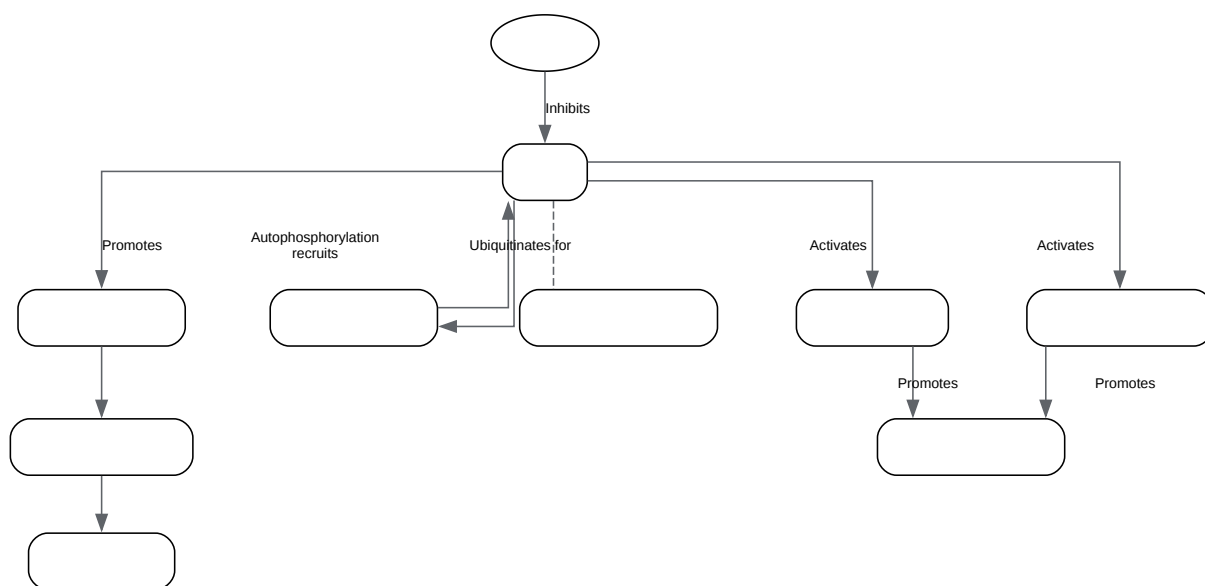 Inhibits
Promotes
Autophosphorylation
recruits
Ubiquitinates for
Activates
Activates
Promotes
Promotes